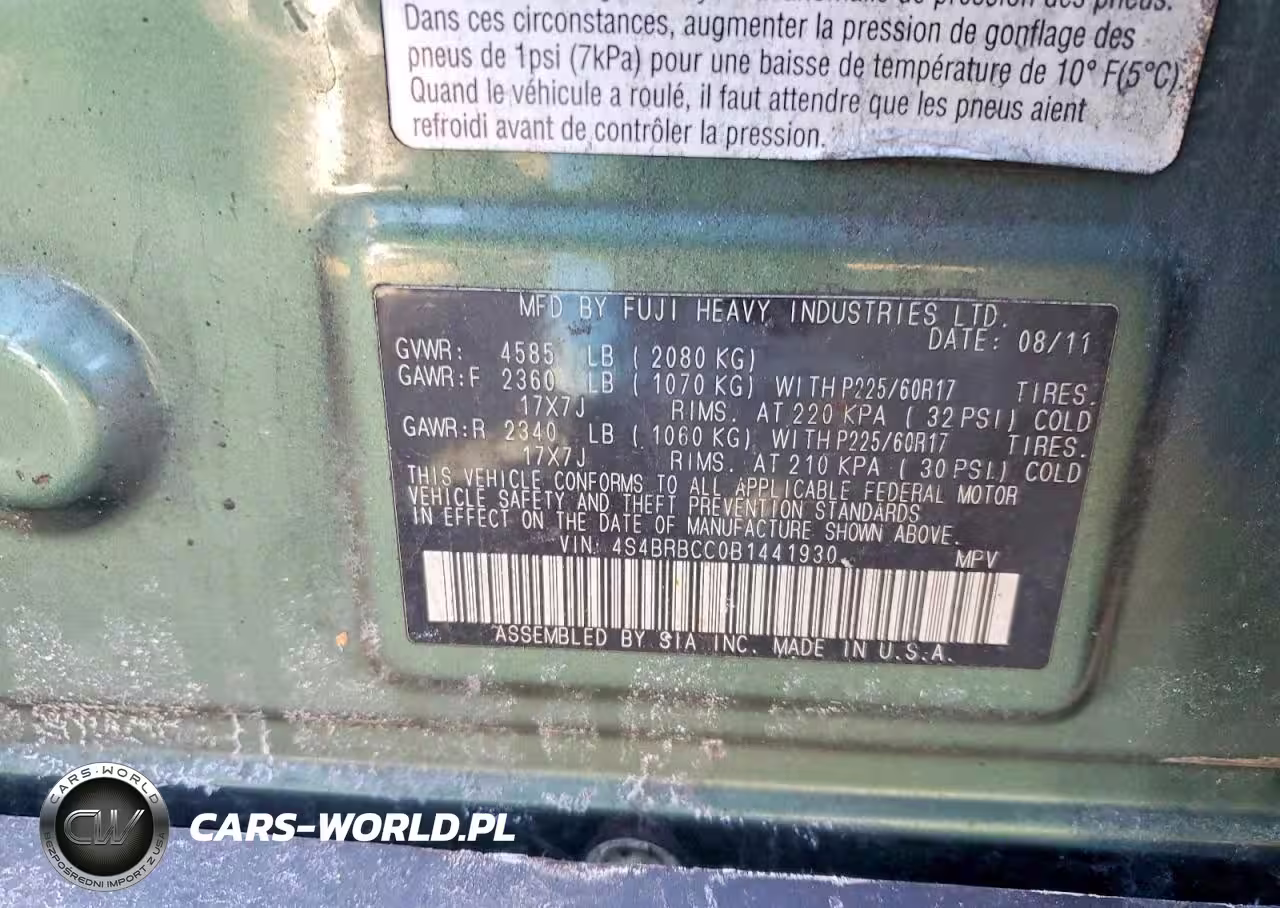 Dans ces circonstances, augmenter la pression de gonflage des
pneus de 1psi (7kPa) pour une baisse de température de 10° F(5°C).
Quand le véhicule a roulé, il faut attendre que les pneus aient
refroidi avant de contrôler la pression.
MFD BY FUJI HEAVY INDUSTRIES LTD.
DATE: 08/11
GVWR: 4585 LB ( 2080 KG)
GAWR:F 2360 LB ( 1070 KG) WITH P225/60R17 TIRES.
17X7J RIMS. AT 220 KPA ( 32 PSI) COLD
GAWR:R 2340 LB ( 1060 KG) WITH P225/60R17 TIRES.
17X7J RIMS. AT 210 KPA ( 30 PSI.) COLD
THIS VEHICLE CONFORMS TO ALL APPLICABLE FEDERAL MOTOR
VEHICLE SAFETY AND THEFT PREVENTION STANDARDS
IN EFFECT ON THE DATE OF MANUFACTURE SHOWN ABOVE.
VIN: 4S4BRBCC0B1441930 MPV
ASSEMBLED BY SIA INC. MADE IN U.S.A.
CARS-WORLD
CW
BEZPOŚREDNI IMPORT Z USA
CARS-WORLD.PL